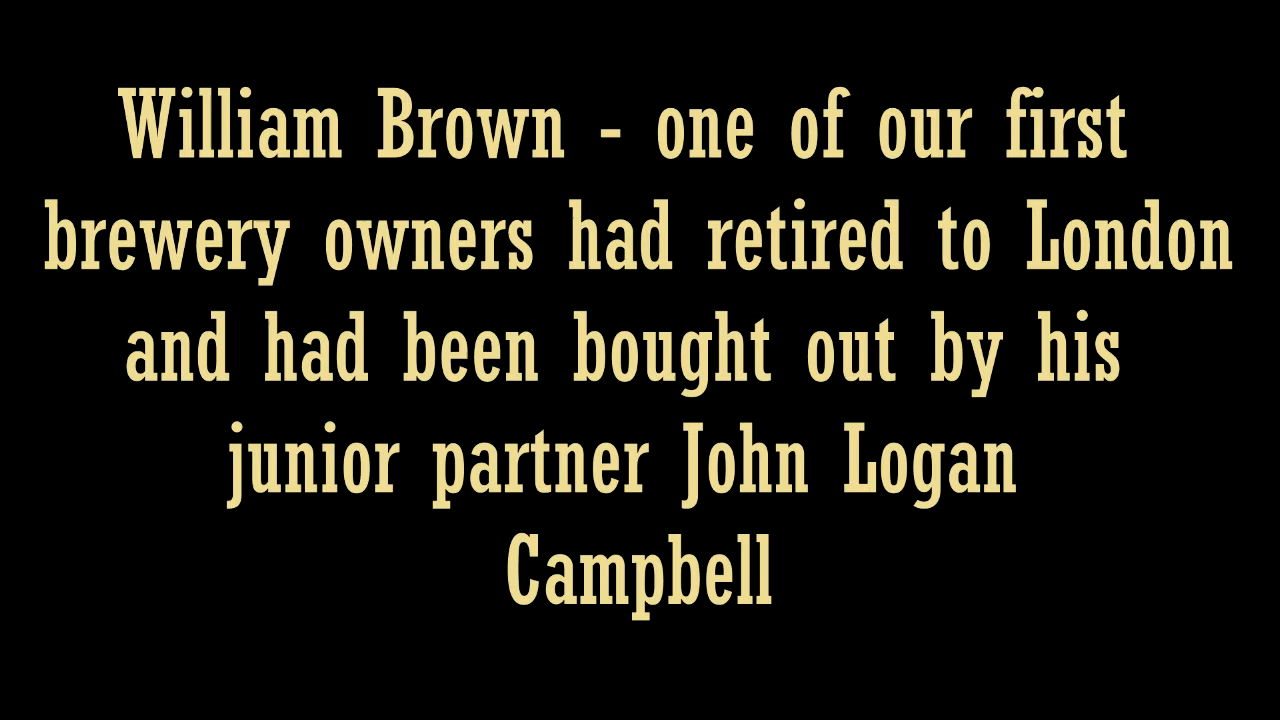 William Brown - one of our first
brewery owners had retired to London
and had been bought out by his
junior partner John Logan
Campbell